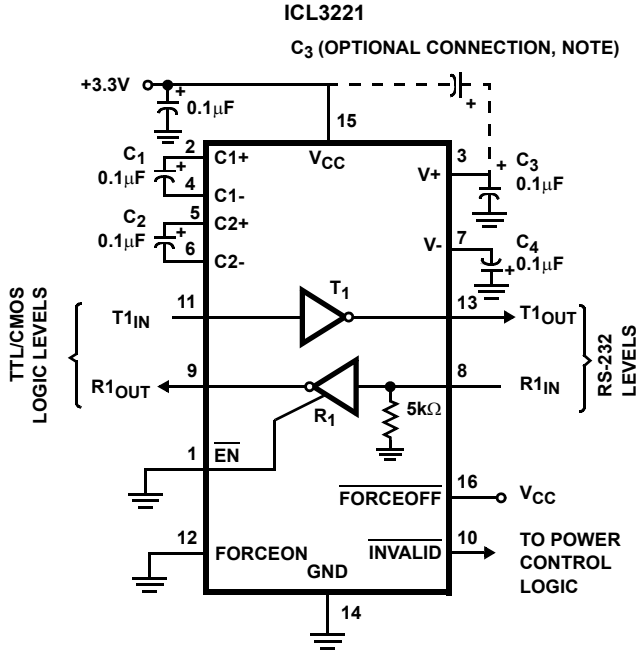 ICL3221
C3 (OPTIONAL CONNECTION, NOTE)
+3.3V
+
0.1μF
+
15
2
C1+
VCC
3
+
C3
0.1μF
V+
C1
0.1μF
+
4
C1-
5
C2+
C2
0.1μF
+
6
C2-
V-
7
C4
+
0.1μF
TTL/CMOS
LOGIC LEVELS
T1IN
11
T1
13
T1OUT
R1OUT
9
R1
5kΩ
8
R1IN
RS-232
LEVELS
1
EN
FORCEOFF
16
VCC
12
FORCEON
INVALID
10
TO POWER
CONTROL
LOGIC
GND
14